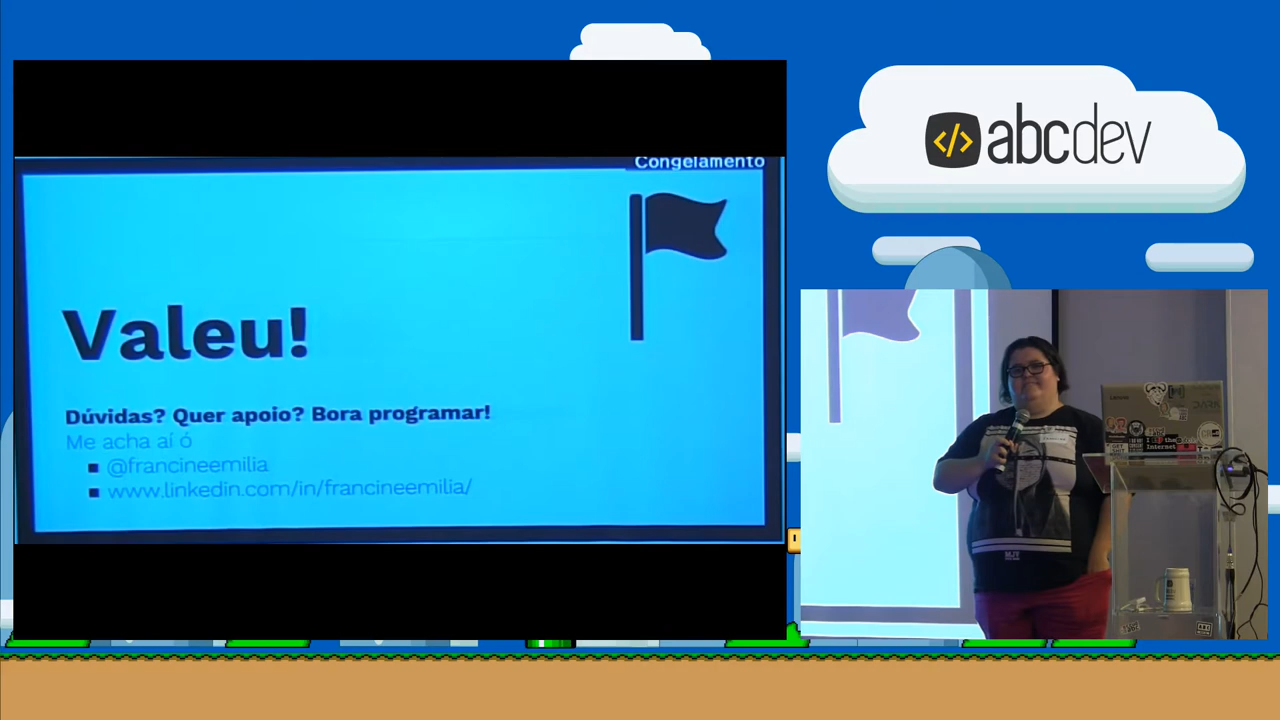 Congelamento
Valeu!
Dúvidas? Quer apoio? Bora programar!
Me acha aí ó
@francineemilia
www.linkedin.com/in/francineemilia/
</> abcdev